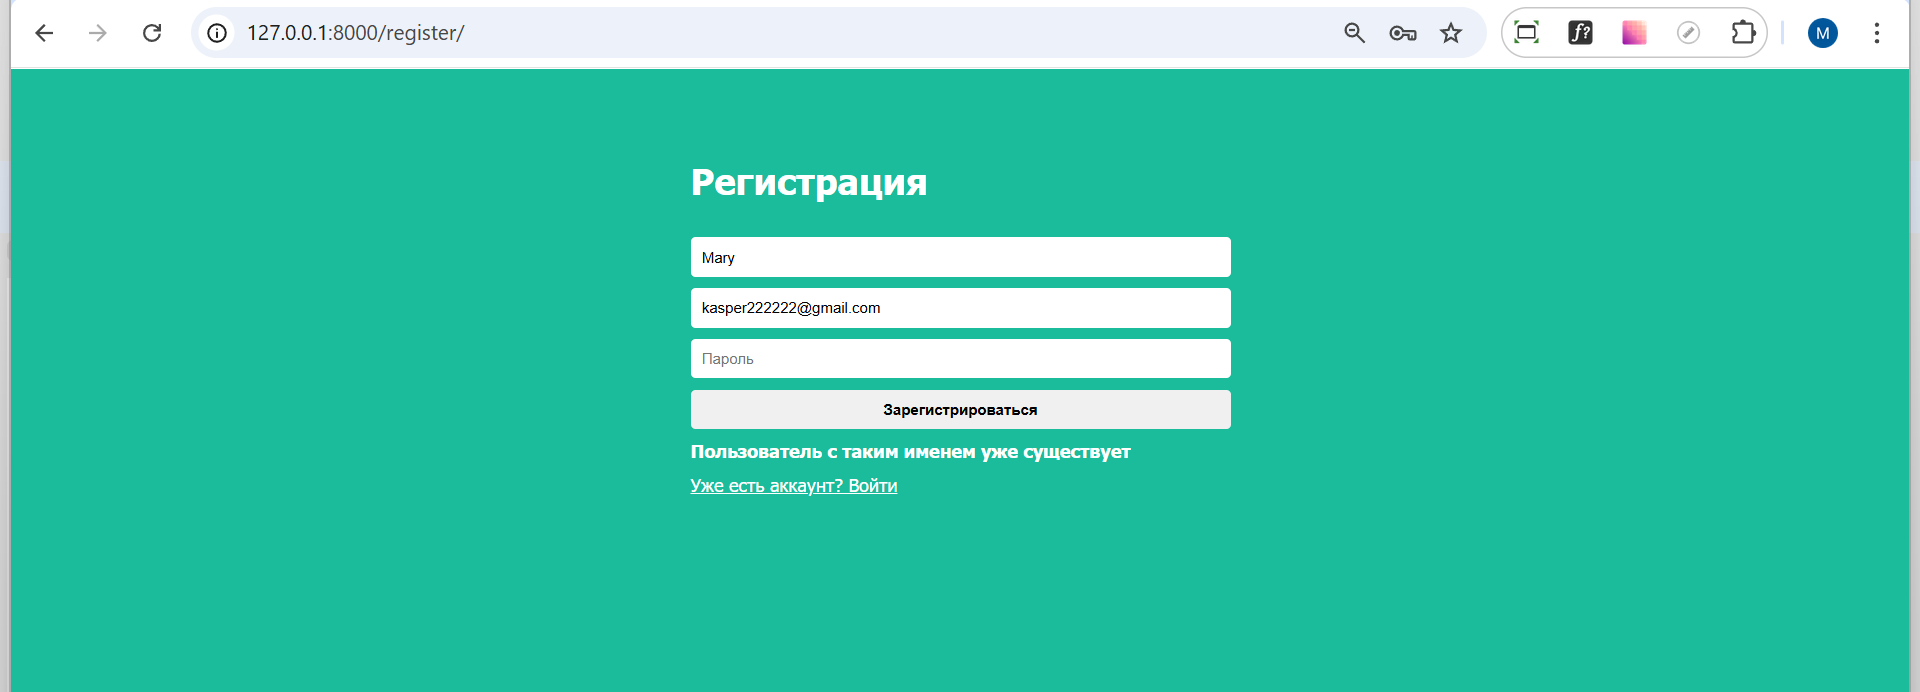 127.0.0.1:8000/register/
f?
M
Регистрация
Mary
kasper222222@gmail.com
Пароль
Зарегистрироваться
Пользователь с таким именем уже существует
Уже есть аккаунт? Войти